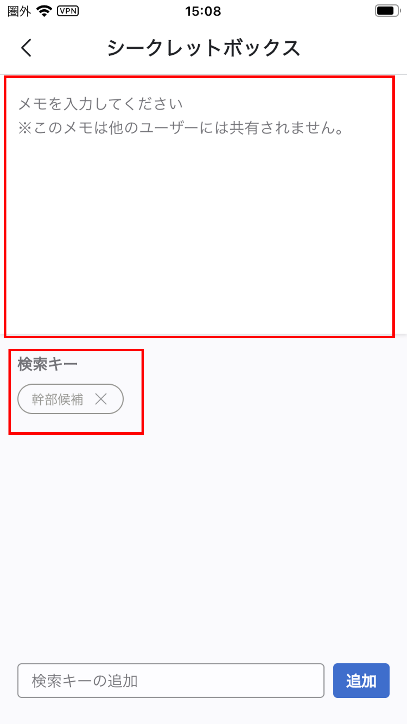 圏外 VPN 15:08
シークレットボックス
メモを入力してください
※このメモは他のユーザーには共有されません。
検索キー
幹部候補
検索キーの追加 追加